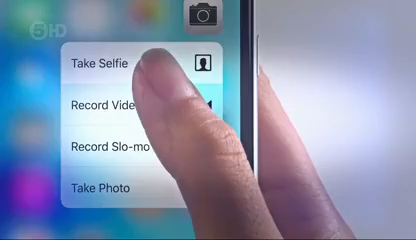 5HD
Take Selfie
Record Vide
Record Slo-mo
Take Photo